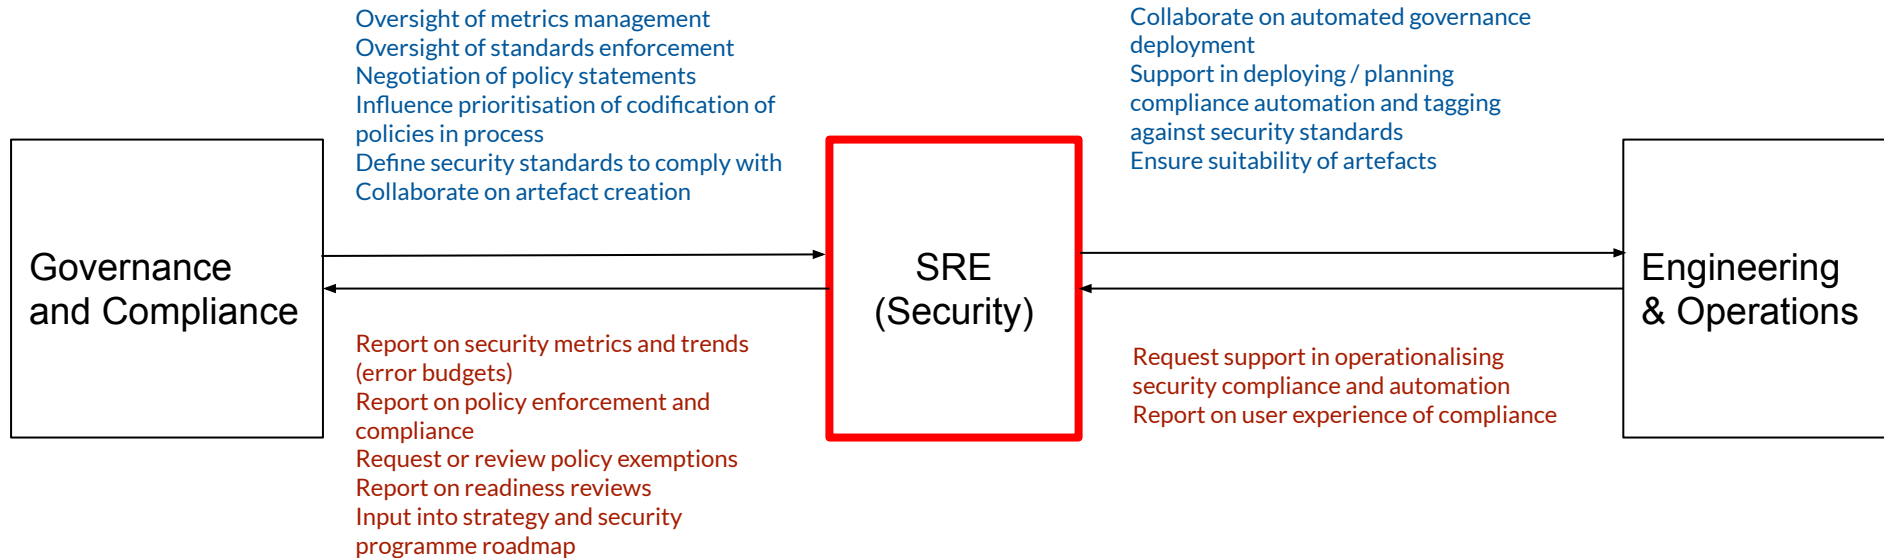 Oversight of metrics management
Oversight of standards enforcement
Negotiation of policy statements
Influence prioritisation of codification of
policies in process
Define security standards to comply with
Collaborate on artefact creation
Collaborate on automated governance
deployment
Support in deploying / planning
compliance automation and tagging
against security standards
Ensure suitability of artefacts
Governance
and Compliance
SRE
(Security)
Engineering
& Operations
Report on security metrics and trends
(error budgets)
Report on policy enforcement and
compliance
Request or review policy exemptions
Report on readiness reviews
Input into strategy and security
programme roadmap
Request support in operationalising
security compliance and automation
Report on user experience of compliance